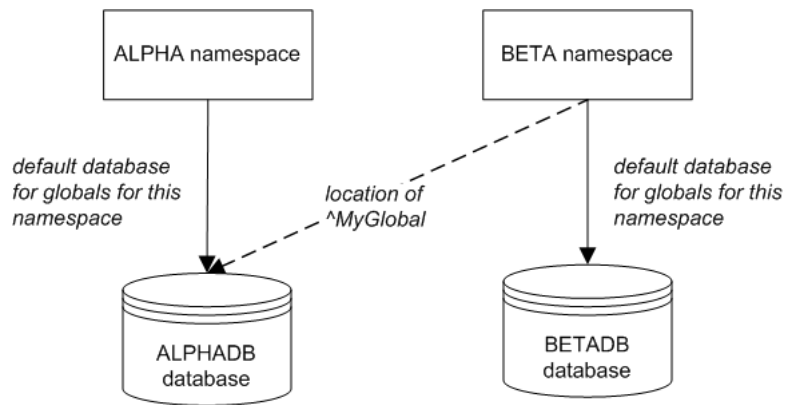 ALPHA namespace
BETA namespace
default database
for globals for this
namespace
location of
^MyGlobal
default database
for globals for this
namespace
ALPHADB
database
BETADB
database